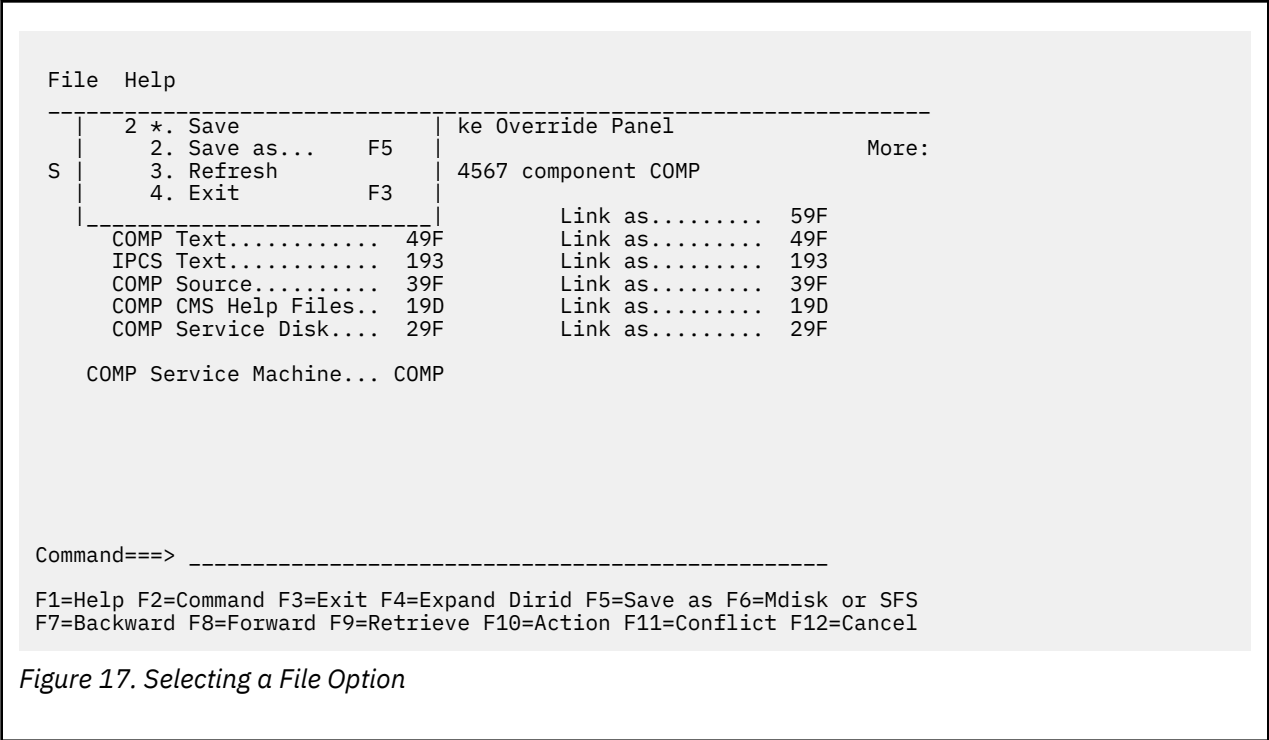 File  Help
_____________________________________________________________________
|   2 *. Save               | ke Override Panel
|     2. Save as...    F5   |                                 More:
S |     3. Refresh            | 4567 component COMP
|     4. Exit          F3   |
|___________________________|         Link as......... 59F
COMP Text............ 49F         Link as......... 49F
IPCS Text............ 193         Link as......... 193
COMP Source.......... 39F         Link as......... 39F
COMP CMS Help Files.. 19D         Link as......... 19D
COMP Service Disk.... 29F         Link as......... 29F
COMP Service Machine... COMP
Command===> __________________________________________________
F1=Help F2=Command F3=Exit F4=Expand Dirid F5=Save as F6=Mdisk or SFS
F7=Backward F8=Forward F9=Retrieve F10=Action F11=Conflict F12=Cancel
Figure 17. Selecting a File Option